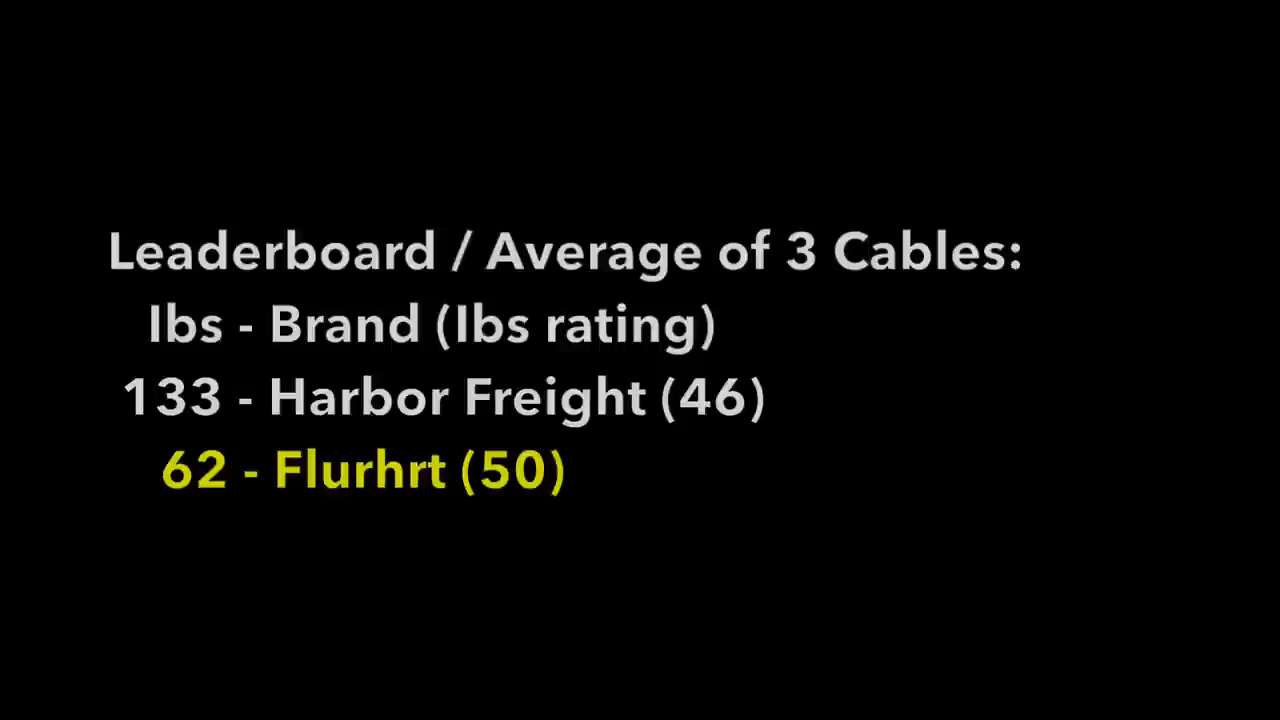 Leaderboard / Average of 3 Cables:
lbs - Brand (lbs rating)
133 - Harbor Freight (46)
62 - Flurhrt (50)